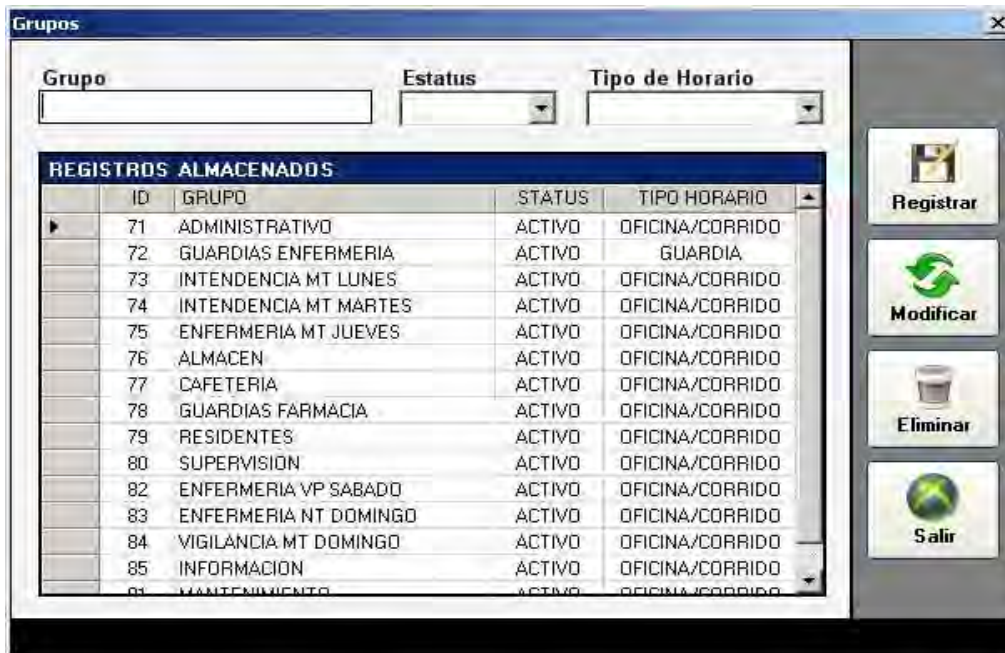 Grupos
Grupo Estatus Tipo de Horario
REGISTROS ALMACENADOS
ID GRUPO STATUS TIPO HORARIO
71 ADMINISTRATIVO ACTIVO OFICINA/CORRIDO
72 GUARDIAS ENFERMERIA ACTIVO GUARDIA
73 INTENDENCIA MT LUNES ACTIVO OFICINA/CORRIDO
74 INTENDENCIA MT MARTES ACTIVO OFICINA/CORRIDO
75 ENFERMERIA MT JUEVES ACTIVO OFICINA/CORRIDO
76 ALMACEN ACTIVO OFICINA/CORRIDO
77 CAFETERIA ACTIVO OFICINA/CORRIDO
78 GUARDIAS FARMACIA ACTIVO OFICINA/CORRIDO
79 RESIDENTES ACTIVO OFICINA/CORRIDO
80 SUPERVISION ACTIVO OFICINA/CORRIDO
82 ENFERMERIA VP SABADO ACTIVO OFICINA/CORRIDO
83 ENFERMERIA NT DOMINGO ACTIVO OFICINA/CORRIDO
84 VIGILANCIA MT DOMINGO ACTIVO OFICINA/CORRIDO
85 INFORMACION ACTIVO OFICINA/CORRIDO
MANTENIMIENTO ACTIVO OFICINA/CORRIDO
Registrar
Modificar
Eliminar
Salir